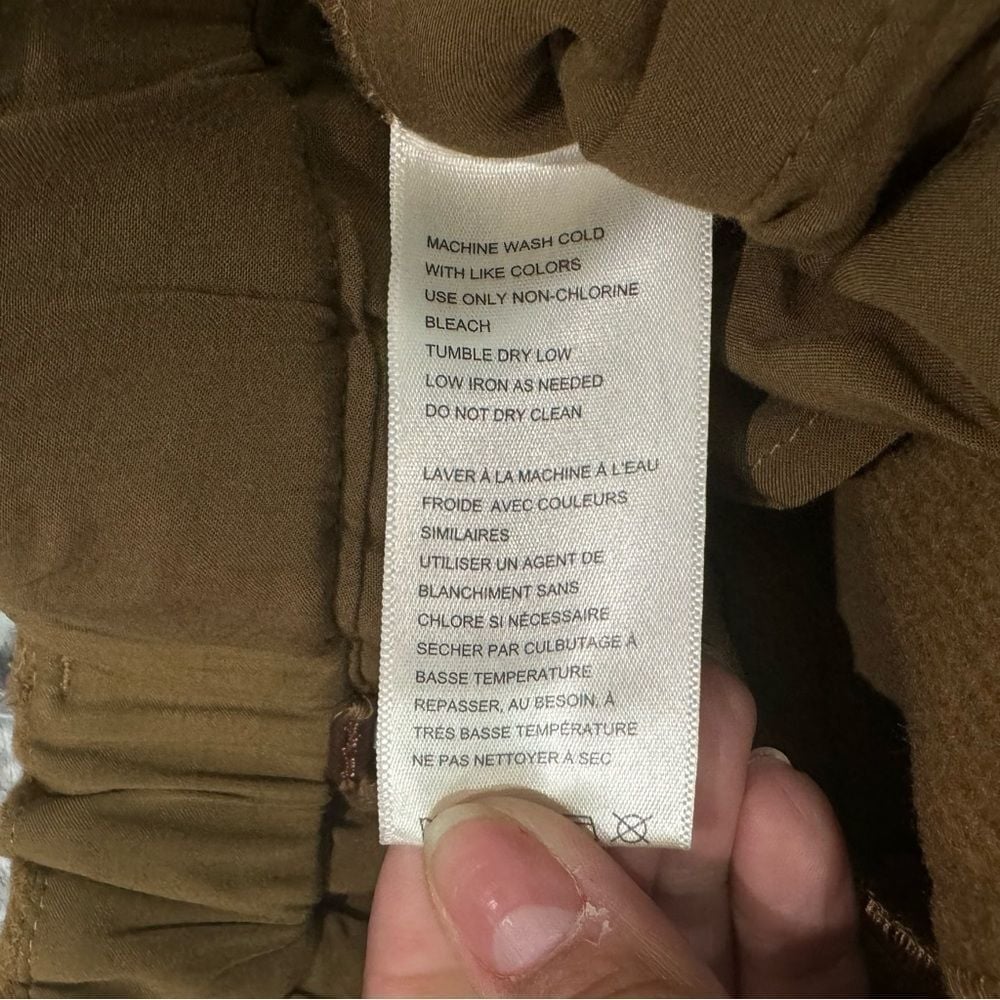 MACHINE WASH COLD
WITH LIKE COLORS
USE ONLY NON-CHLORINE
BLEACH
TUMBLE DRY LOW
LOW IRON AS NEEDED
DO NOT DRY CLEAN
LAVER À LA MACHINE À L'EAU
FROIDE AVEC COULEURS
SIMILAIRES
UTILISER UN AGENT DE
BLANCHIMENT SANS
CHLORE SI NÉCESSAIRE
SECHER PAR CULBUTAGE À
BASSE TEMPERATURE
REPASSER, AU BESOIN, À
TRÈS BASSE TEMPÉRATURE
NE PAS NETTOYER À SEC